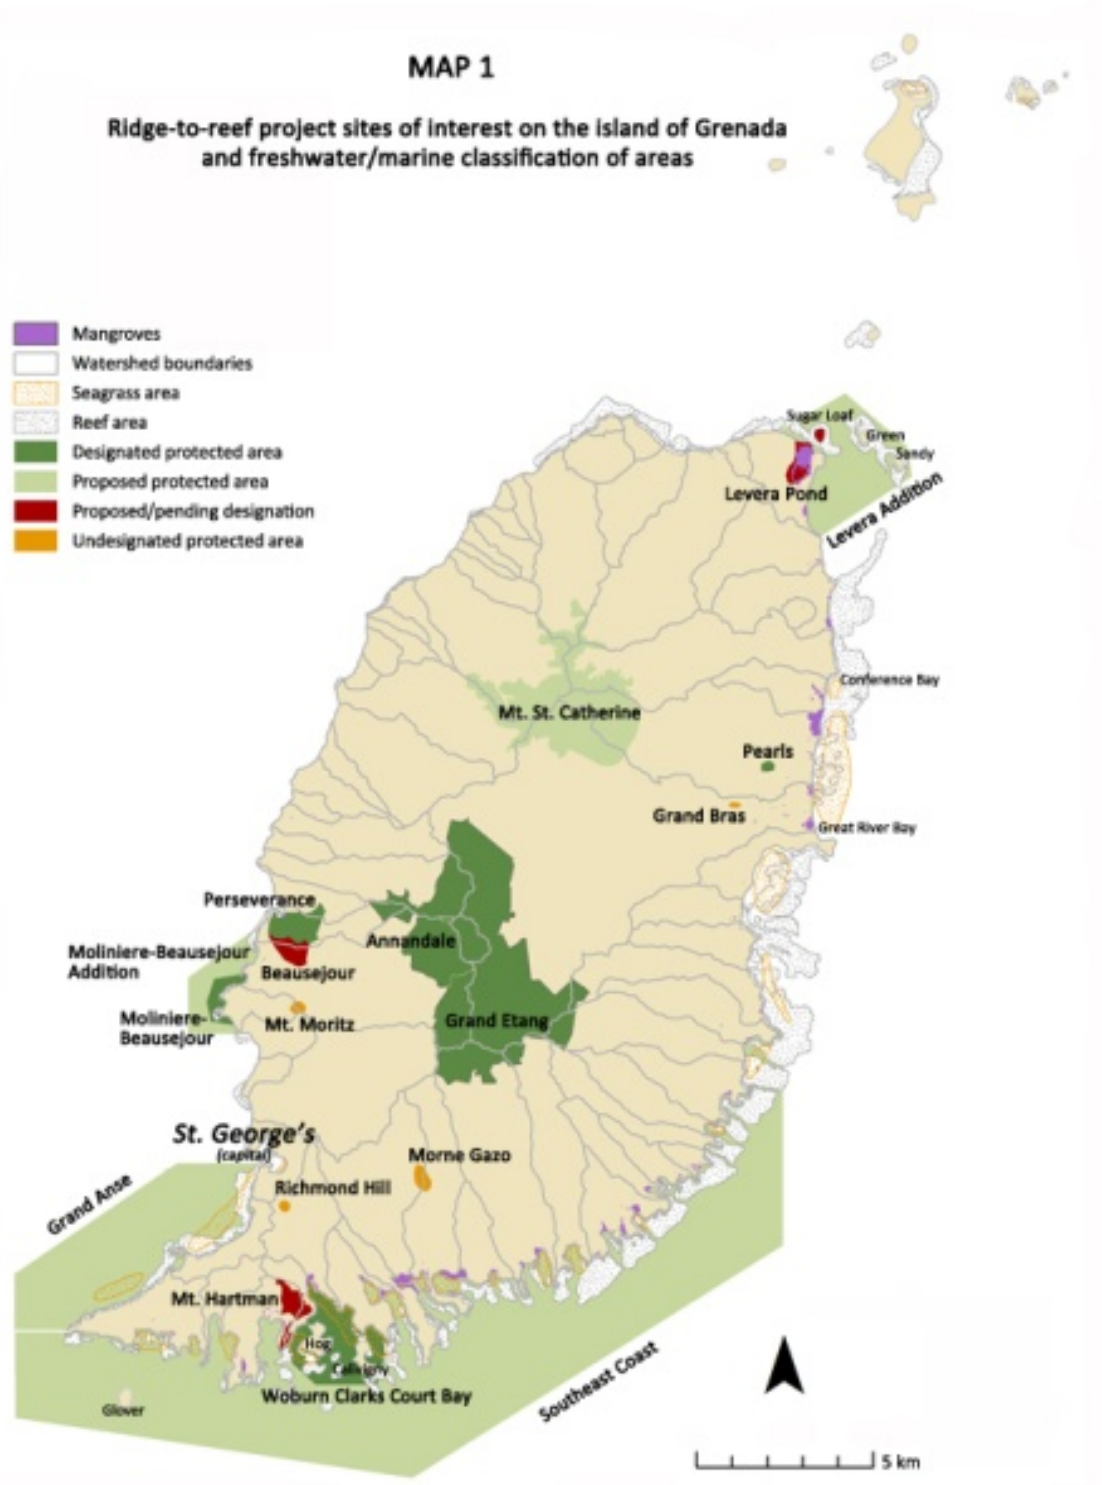 MAP 1
Ridge-to-reef project sites of interest on the island of Grenada
and freshwater/marine classification of areas
Mangroves
Watershed boundaries
Seagrass area
Reef area
Designated protected area
Proposed protected area
Proposed/pending designation
Undesignated protected area
Sugar Loaf
Green
Sandy
Levera Pond
Levera Addition
Conference Bay
Mt. St. Catherine
Pearls
Grand Bras
Great River Bay
Perseverance
Annandale
Moliniere-Beausejour
Addition
Beausejour
Moliniere-
Beausejour
Mt. Moritz
Grand Etang
St. George's
(capital)
Morne Gazo
Richmond Hill
Grand Anse
Mt. Hartman
Hog
Calivigny
Woburn Clarks Court Bay
Glover
Southeast Coast
5 km